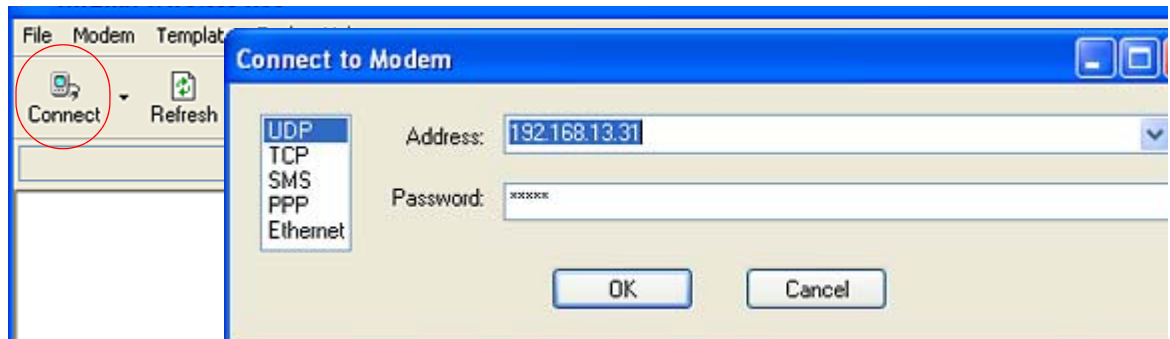 File Modem
Connect Refresh
Connect to Modem
UDP
TCP
SMS
PPP
Ethernet
Address: 192.168.13.31
Password: *****
OK Cancel